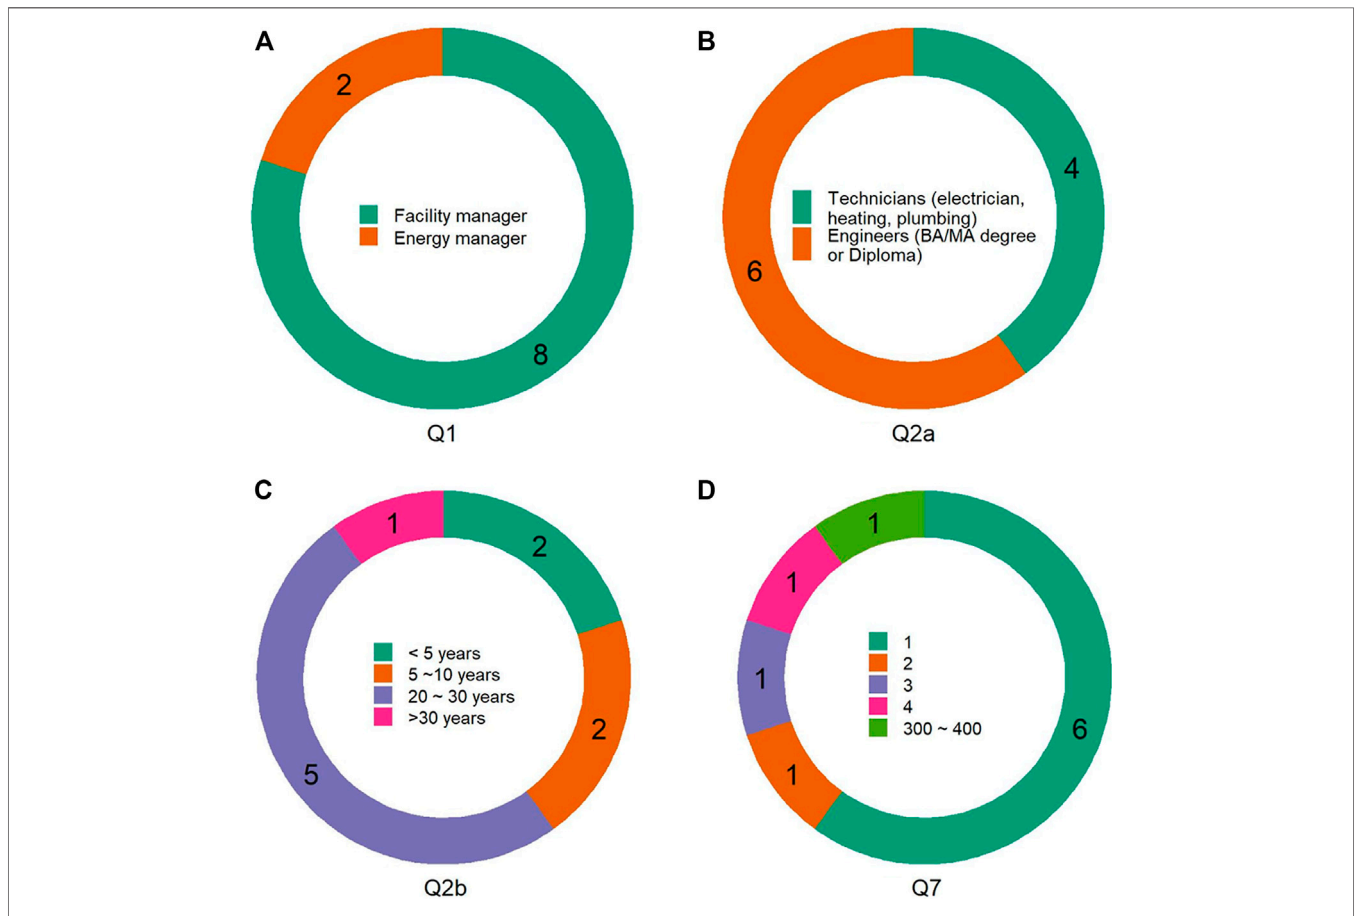 A
2
Facility manager
Energy manager
8
Q1
B
4
Technicians (electrician,
heating, plumbing)
Engineers (BA/MA degree
or Diploma)
6
Q2a
C
1
2
< 5 years
5 ~10 years
20 ~ 30 years
>30 years
2
5
Q2b
D
1
1
1
1
2
3
4
300 ~ 400
6
1
Q7